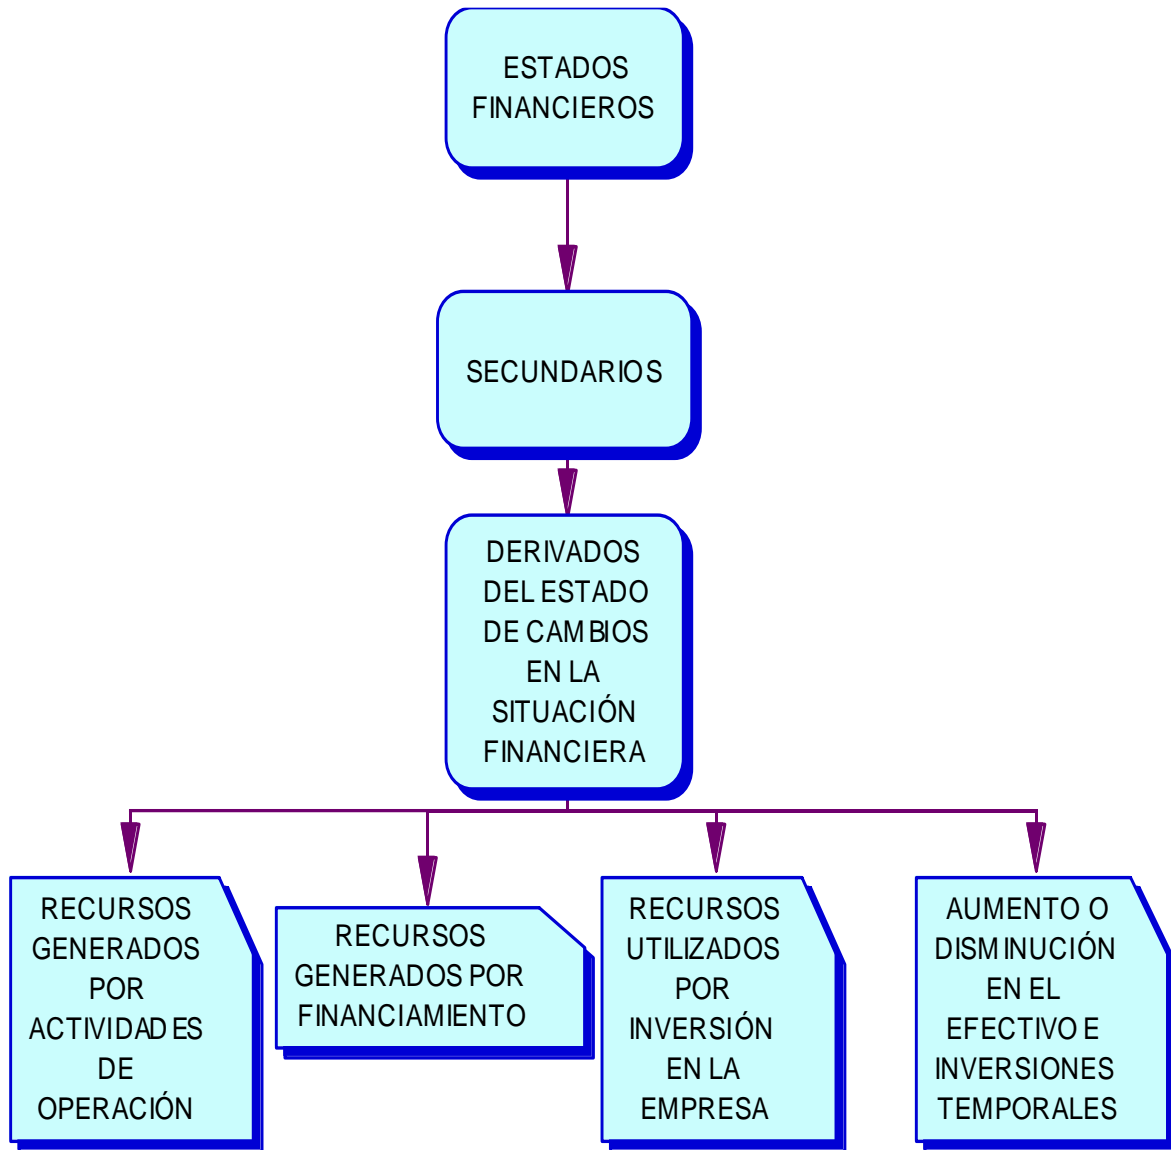 ESTADOS
FINANCIEROS
SECUNDARIOS
DERIVADOS
DEL ESTADO
DE CAMBIOS
EN LA
SITUACIÓN
FINANCIERA
RECURSOS
GENERADOS
POR
ACTIVIDADES
DE
OPERACIÓN
RECURSOS
GENERADOS POR
FINANCIAMIENTO
RECURSOS
UTILIZADOS
POR
INVERSIÓN
EN LA
EMPRESA
AUMENTO O
DISMINUCIÓN
EN EL
EFECTIVO E
INVERSIONES
TEMPORALES